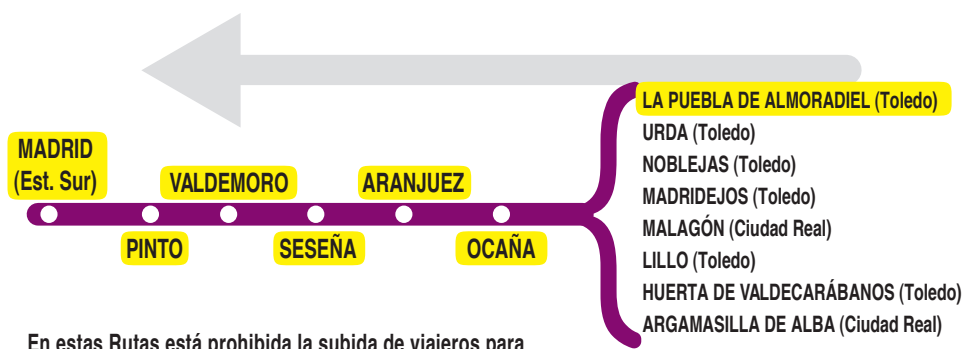 LA PUEBLA DE ALMORADIEL (Toledo)
URDA (Toledo)
NOBLEJAS (Toledo)
MADRIDEJOS (Toledo)
MALAGÓN (Ciudad Real)
LILLO (Toledo)
HUERTA DE VALDECARÁBANOS (Toledo)
ARGAMASILLA DE ALBA (Ciudad Real)
MADRID
(Est. Sur)
VALDEMORO
ARANJUEZ
PINTO
SESEÑA
OCAÑA
En estas Rutas está prohibida la subida de viajeros para